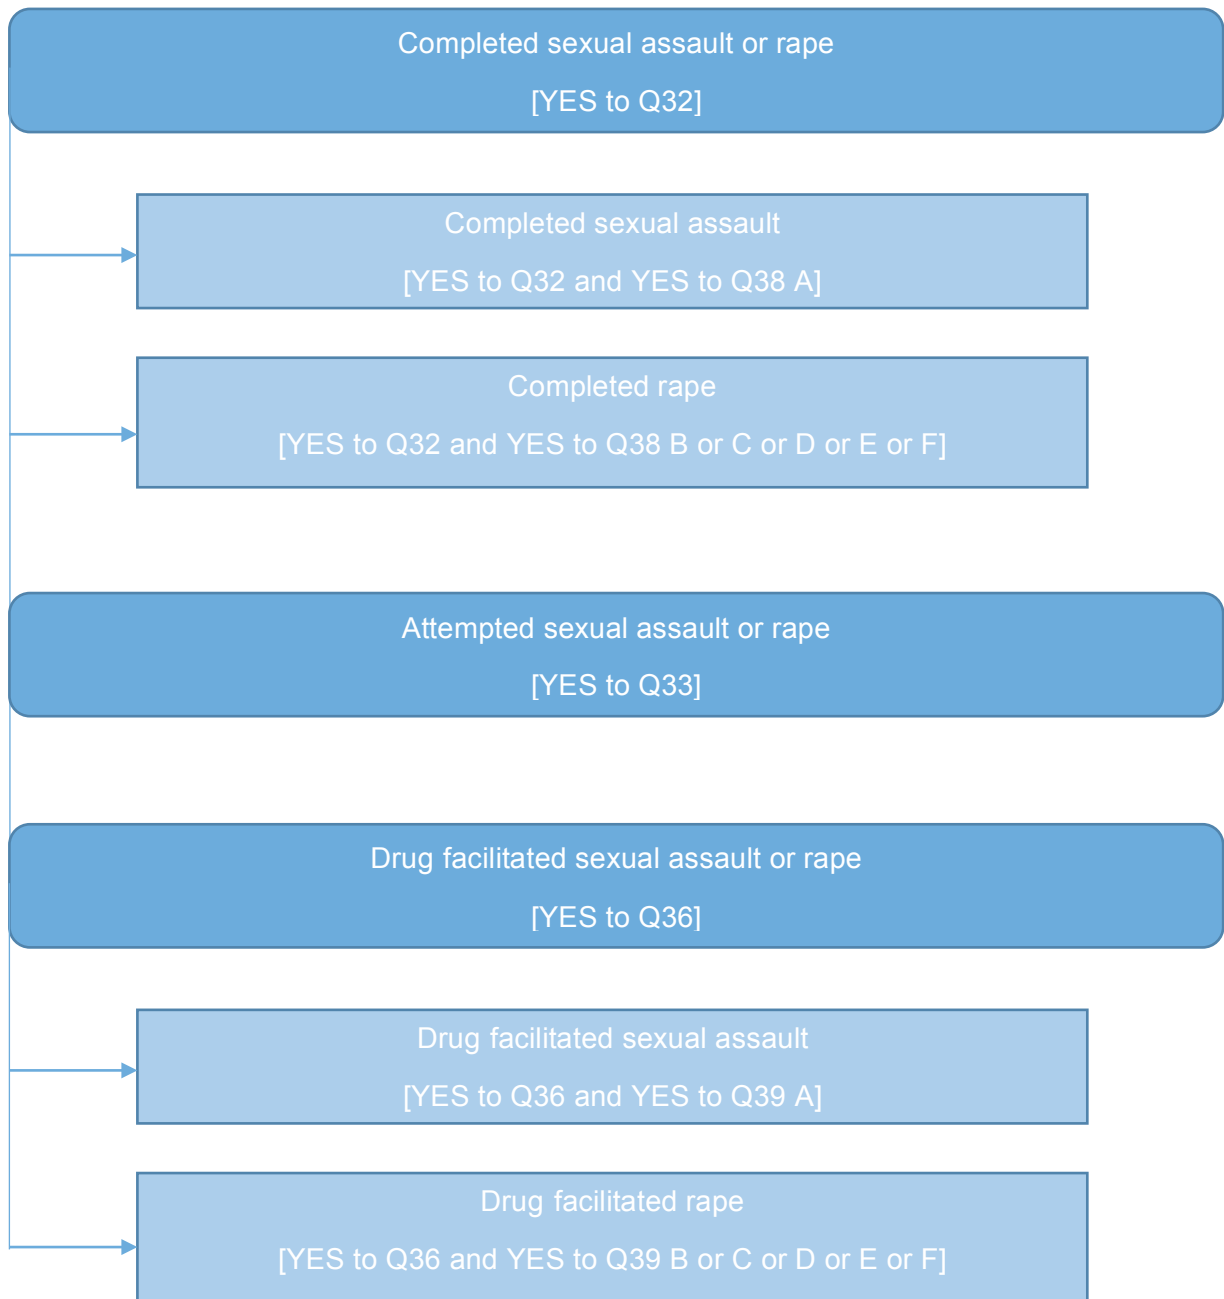 Completed sexual assault or rape
[YES to Q32]
Completed sexual assault
[YES to Q32 and YES to Q38 A]
Completed rape
[YES to Q32 and YES to Q38 B or C or D or E or F]
Attempted sexual assault or rape
[YES to Q33]
Drug facilitated sexual assault or rape
[YES to Q36]
Drug facilitated sexual assault
[YES to Q36 and YES to Q39 A]
Drug facilitated rape
[YES to Q36 and YES to Q39 B or C or D or E or F]